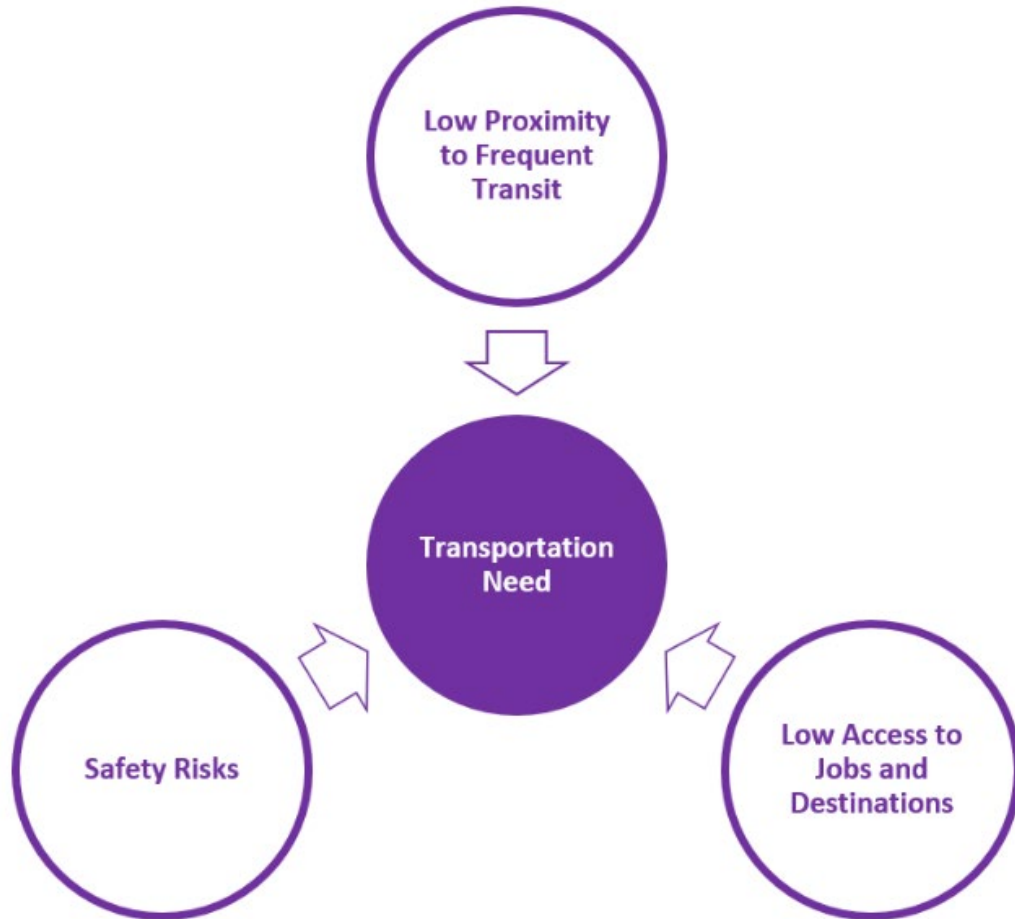 Low Proximity
to Frequent
Transit
Transportation
Need
Safety Risks
Low Access to
Jobs and
Destinations